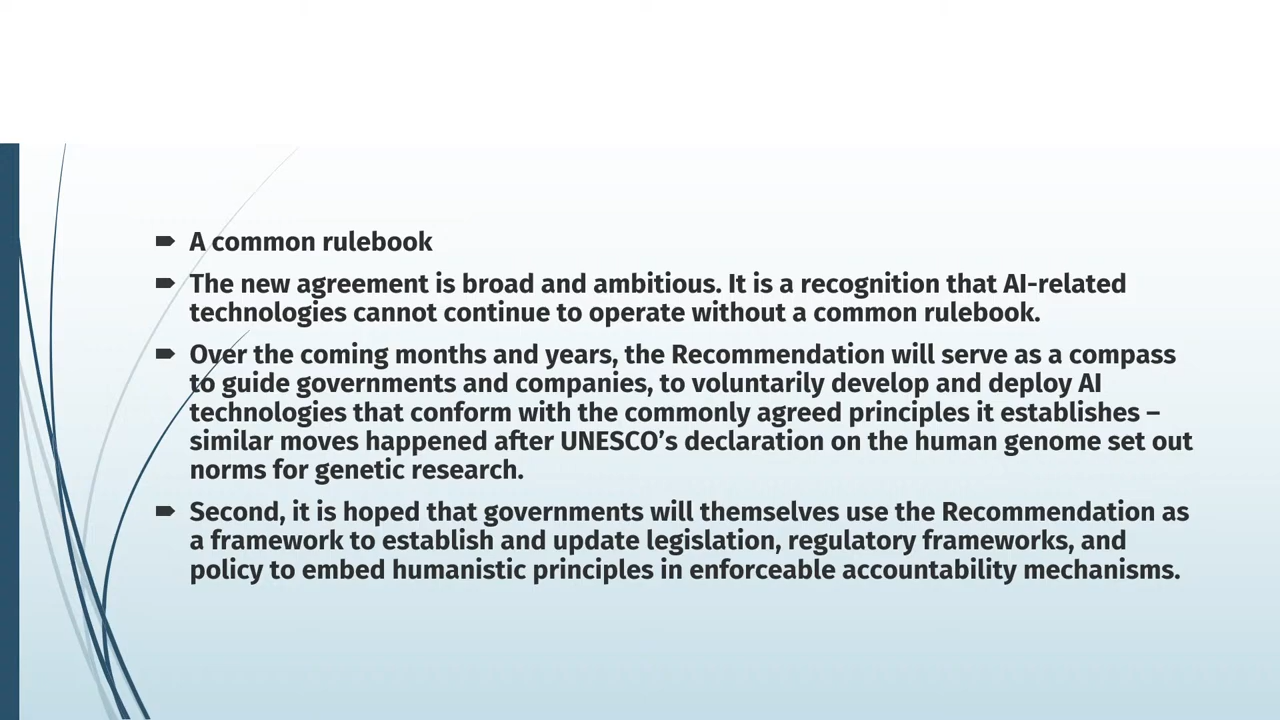 A common rulebook
The new agreement is broad and ambitious. It is a recognition that AI-related
technologies cannot continue to operate without a common rulebook.
Over the coming months and years, the Recommendation will serve as a compass
to guide governments and companies, to voluntarily develop and deploy AI
technologies that conform with the commonly agreed principles it establishes –
similar moves happened after UNESCO’s declaration on the human genome set out
norms for genetic research.
Second, it is hoped that governments will themselves use the Recommendation as
a framework to establish and update legislation, regulatory frameworks, and
policy to embed humanistic principles in enforceable accountability mechanisms.